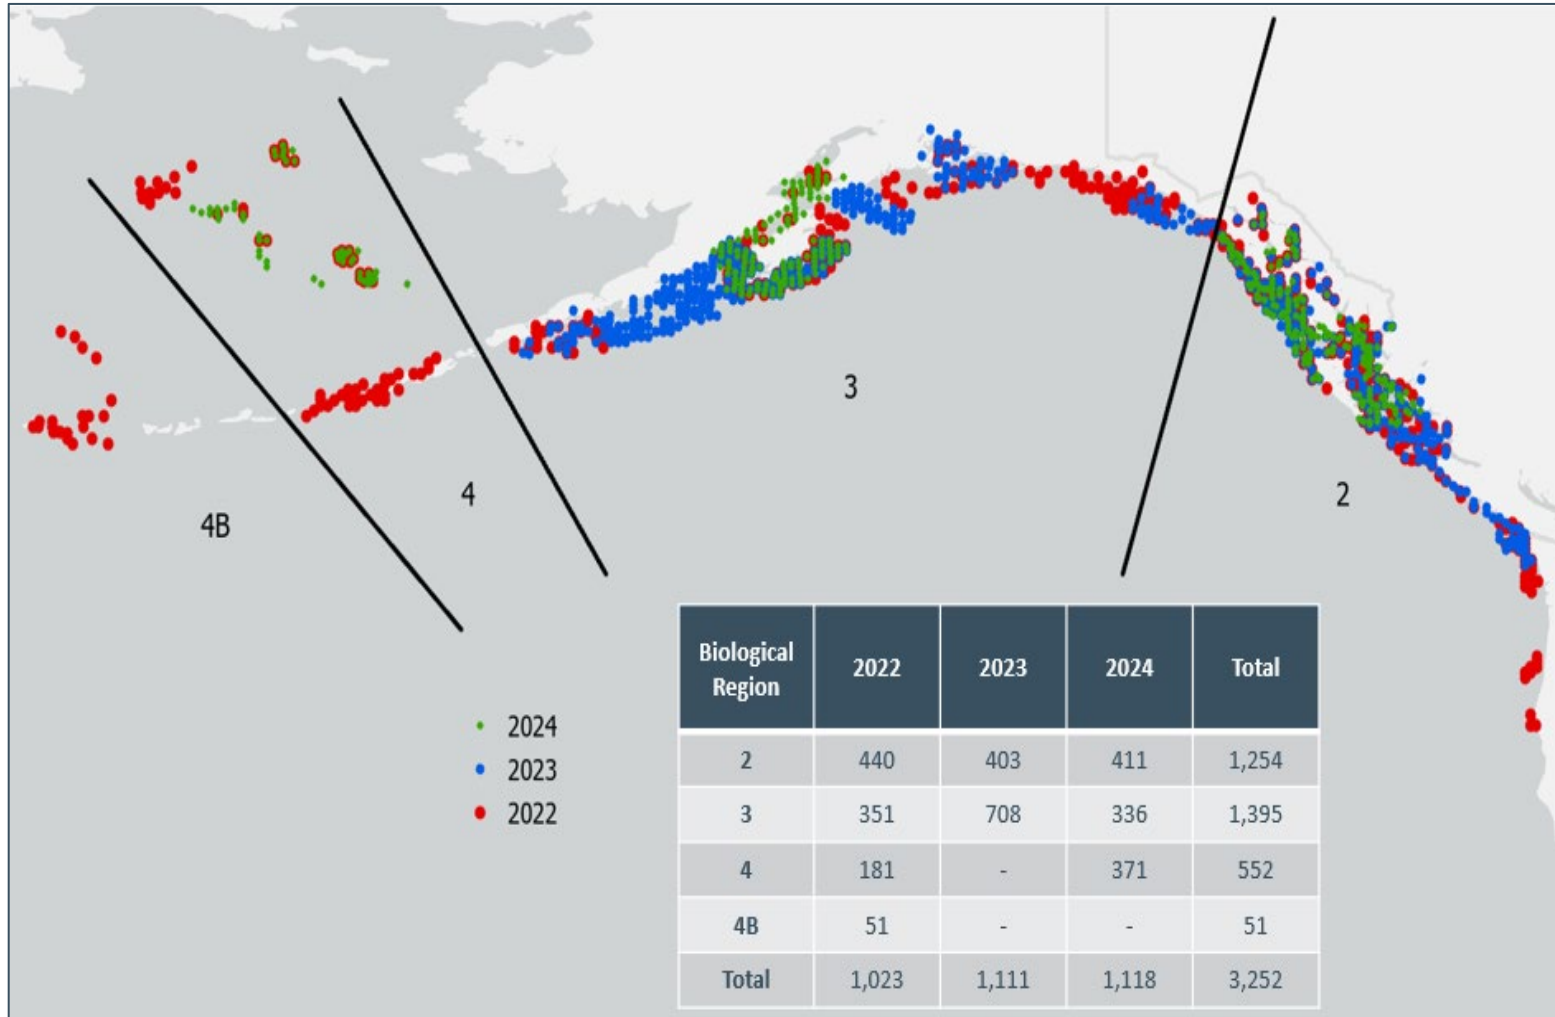 3
4
2
4B
2024
2023
2022
Biological Region 2022 2023 2024 Total
2 440 403 411 1,254
3 351 708 336 1,395
4 181 - 371 552
4B 51 - - 51
Total 1,023 1,111 1,118 3,252